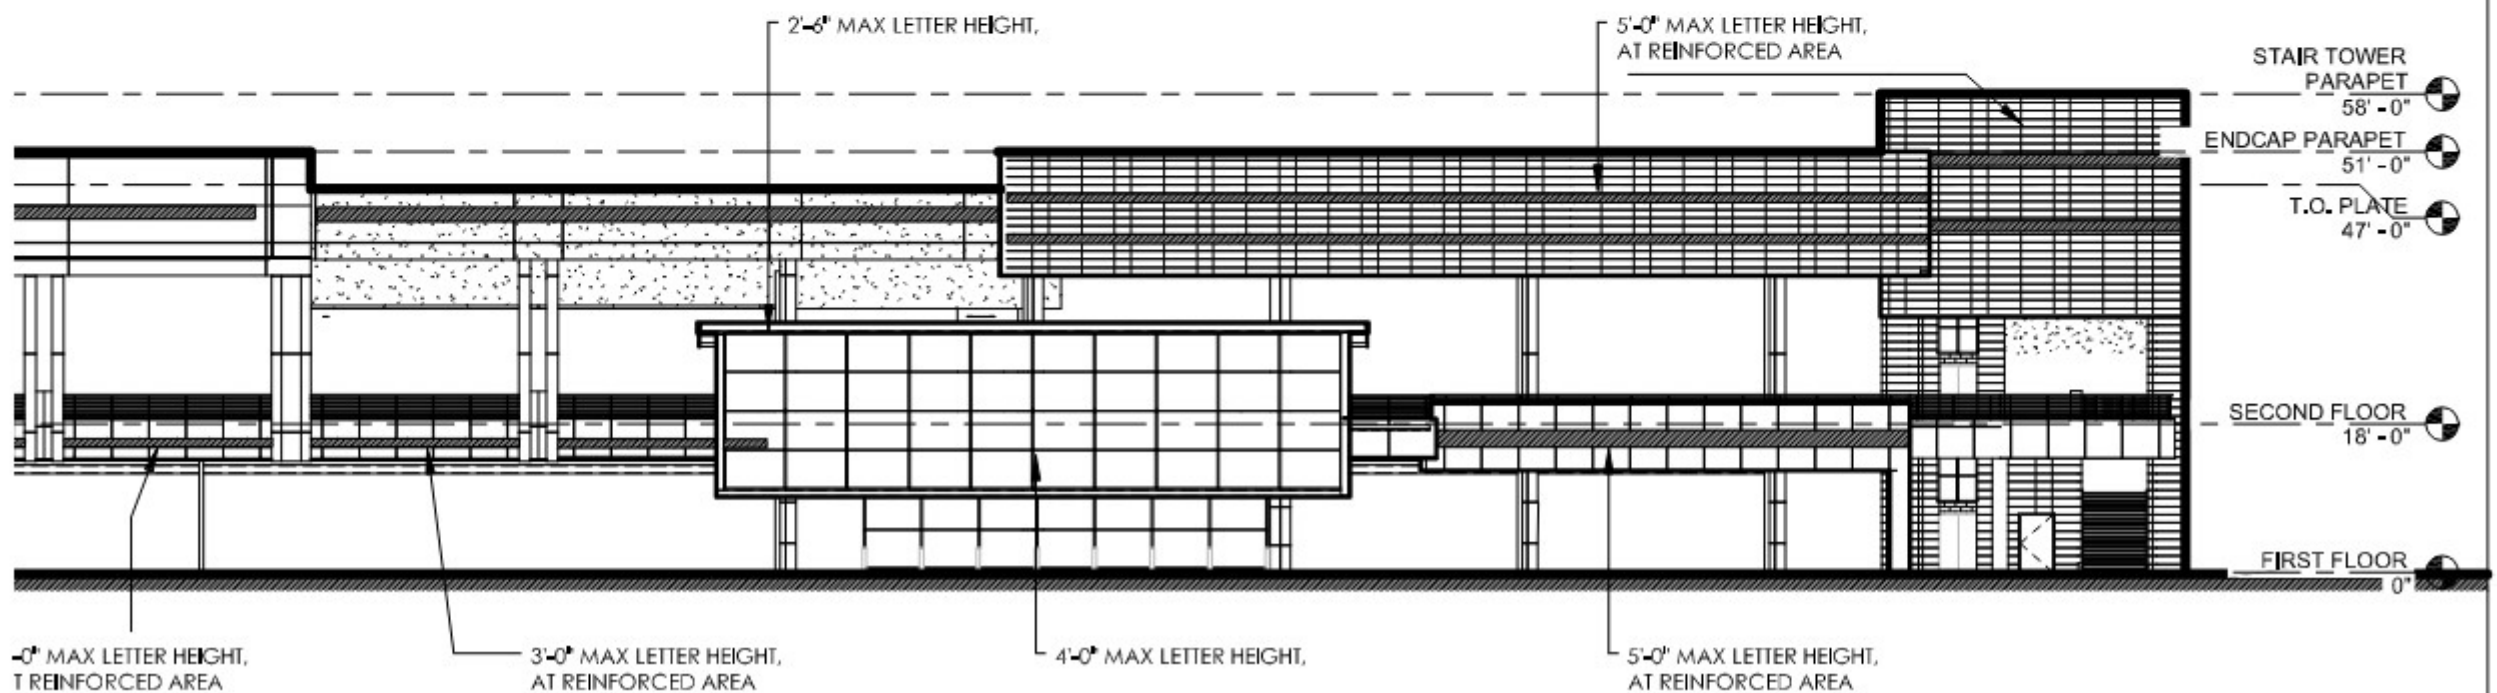 2'-6" MAX LETTER HEIGHT,
5'-0" MAX LETTER HEIGHT,
AT REINFORCED AREA
STAIR TOWER
PARAPET
58' - 0"
ENDCAP PARAPET
51' - 0"
T.O. PLATE
47' - 0"
SECOND FLOOR
18' - 0"
FIRST FLOOR
0"
-0" MAX LETTER HEIGHT,
T REINFORCED AREA
3'-0" MAX LETTER HEIGHT,
AT REINFORCED AREA
4'-0" MAX LETTER HEIGHT,
5'-0" MAX LETTER HEIGHT,
AT REINFORCED AREA